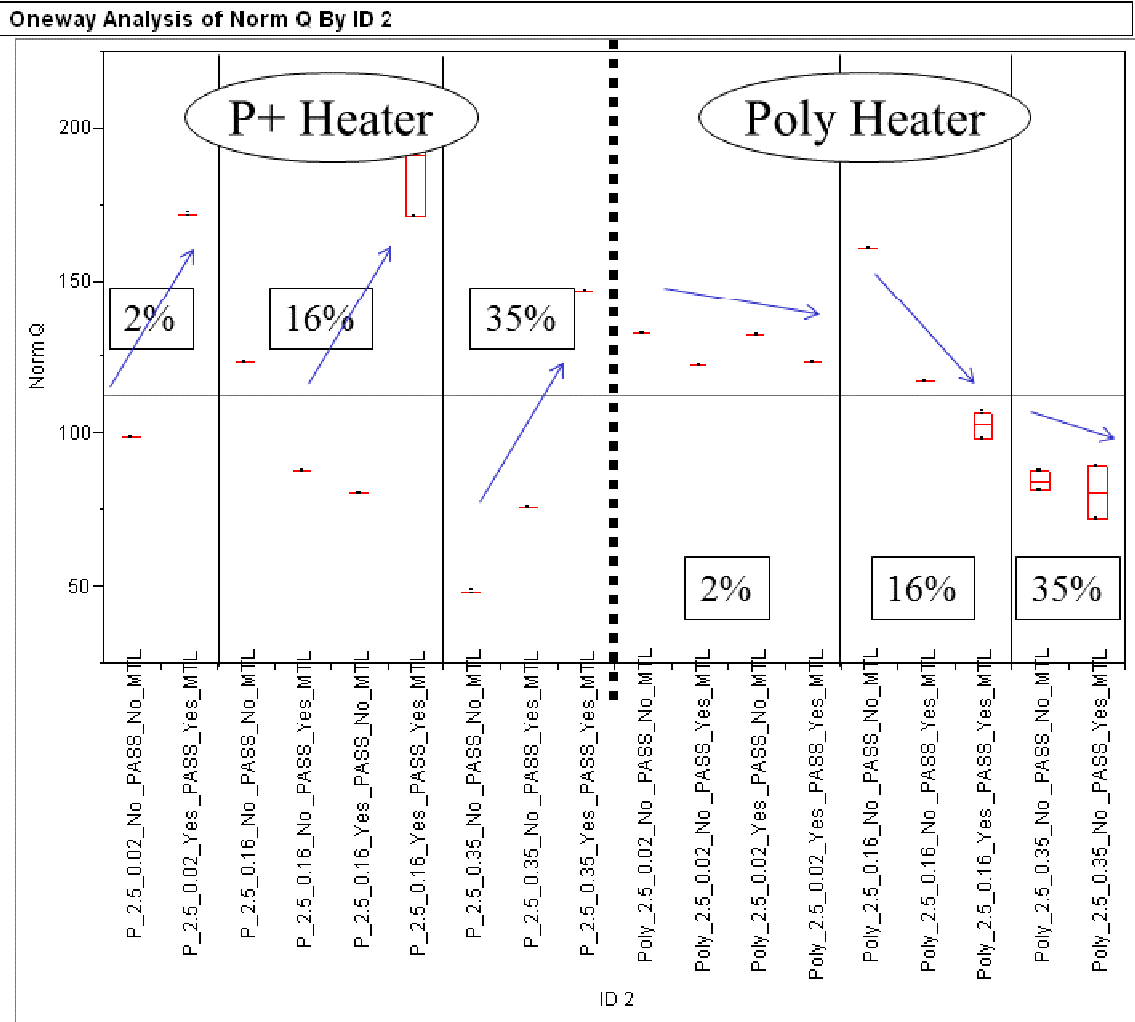 Oneway Analysis of Norm Q By ID 2
P+ Heater
Poly Heater
200
150
100
50
Norm Q
2%
16%
35%
2%
16%
35%
P_2.5_0.02_No_PASS_No_MTL
P_2.5_0.02_Yes_PASS_Yes_MTL
P_2.5_0.16_No_PASS_No_MTL
P_2.5_0.16_No_PASS_Yes_MTL
P_2.5_0.16_Yes_PASS_No_MTL
P_2.5_0.16_Yes_PASS_Yes_MTL
P_2.5_0.35_No_PASS_No_MTL
P_2.5_0.35_No_PASS_Yes_MTL
P_2.5_0.35_Yes_PASS_Yes_MTL
Poly_2.5_0.02_No_PASS_No_MTL
Poly_2.5_0.02_No_PASS_Yes_MTL
Poly_2.5_0.02_Yes_PASS_No_MTL
Poly_2.5_0.02_Yes_PASS_Yes_MTL
Poly_2.5_0.16_No_PASS_No_MTL
Poly_2.5_0.16_No_PASS_Yes_MTL
Poly_2.5_0.16_Yes_PASS_Yes_MTL
Poly_2.5_0.35_No_PASS_No_MTL
Poly_2.5_0.35_No_PASS_Yes_MTL
ID 2